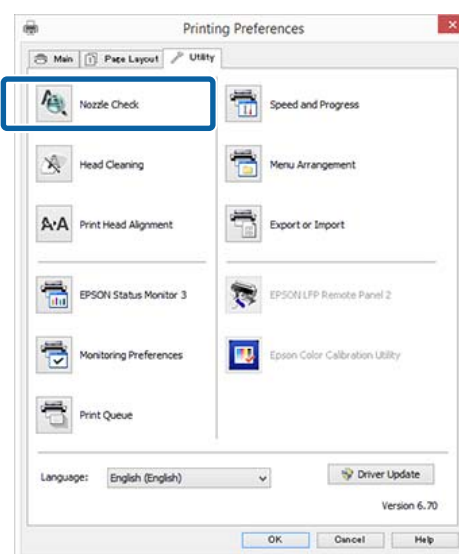 Printing Preferences
Main Page Layout Utility
Nozzle Check
Speed and Progress
Head Cleaning
Menu Arrangement
Print Head Alignment
Export or Import
EPSON Status Monitor 3
EPSON LFP Remote Panel 2
Monitoring Preferences
Epson Color Calibration Utility
Print Queue
Language: English (English)
Driver Update
Version 6.70
OK Cancel Help